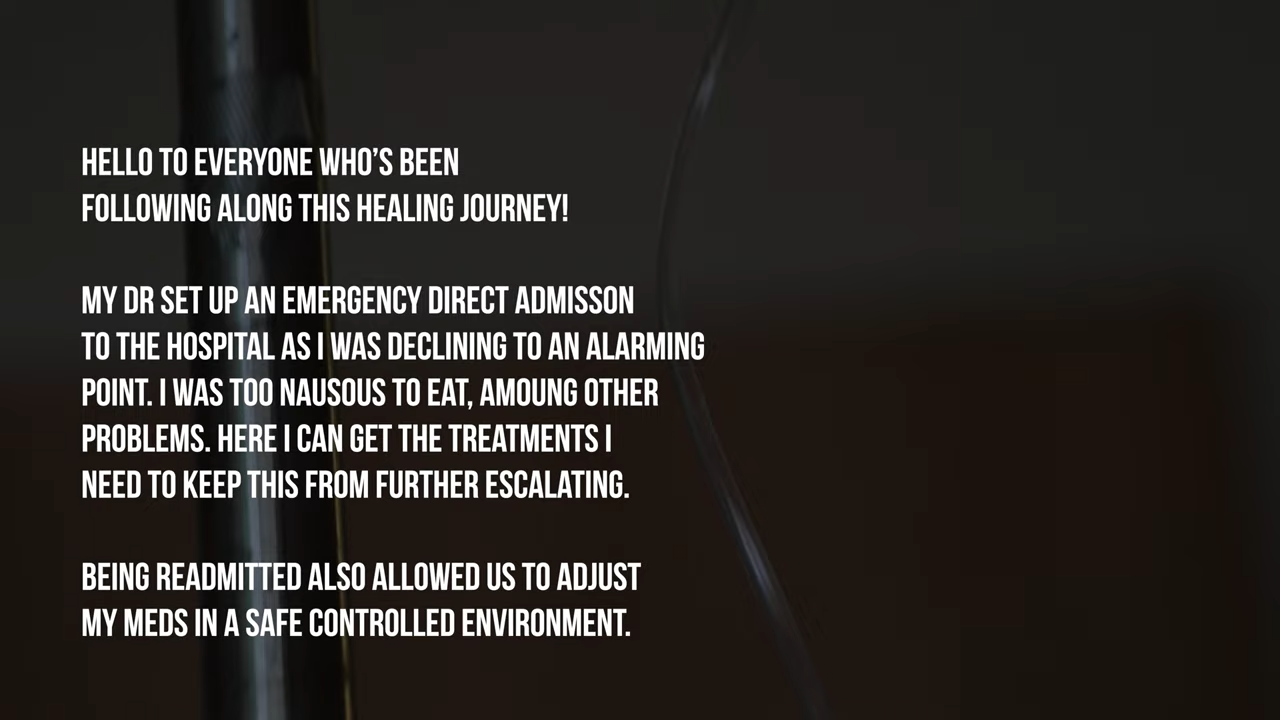 HELLO TO EVERYONE WHO'S BEEN
FOLLOWING ALONG THIS HEALING JOURNEY!
MY DR SET UP AN EMERGENCY DIRECT ADMISSON
TO THE HOSPITAL AS I WAS DECLINING TO AN ALARMING
POINT. I WAS TOO NAUSOUS TO EAT, AMOUNG OTHER
PROBLEMS. HERE I CAN GET THE TREATMENTS I
NEED TO KEEP THIS FROM FURTHER ESCALATING.
BEING READMITTED ALSO ALLOWED US TO ADJUST
MY MEDS IN A SAFE CONTROLLED ENVIRONMENT.